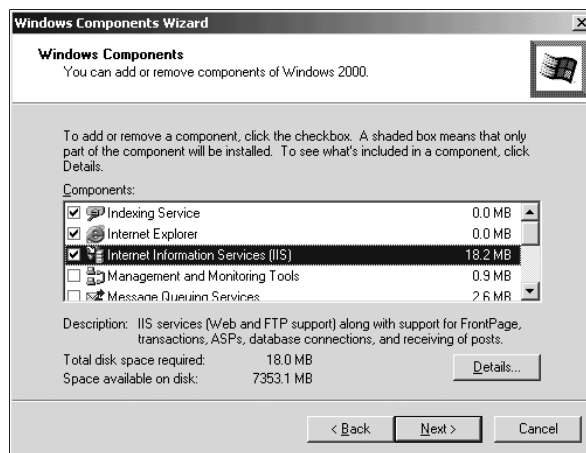 Windows Components Wizard
Windows Components
You can add or remove components of Windows 2000.
To add or remove a component, click the checkbox. A shaded box means that only
part of the component will be installed. To see what's included in a component, click
Details.
Components:
Indexing Service 0.0 MB
Internet Explorer 0.0 MB
Internet Information Services (IIS) 18.2 MB
Management and Monitoring Tools 0.9 MB
Message Queuing Services 2.6 MB
Description: IIS services (Web and FTP support) along with support for FrontPage,
transactions, ASPs, database connections, and receiving of posts.
Total disk space required: 18.0 MB
Space available on disk: 7353.1 MB
Details...
< Back Next > Cancel